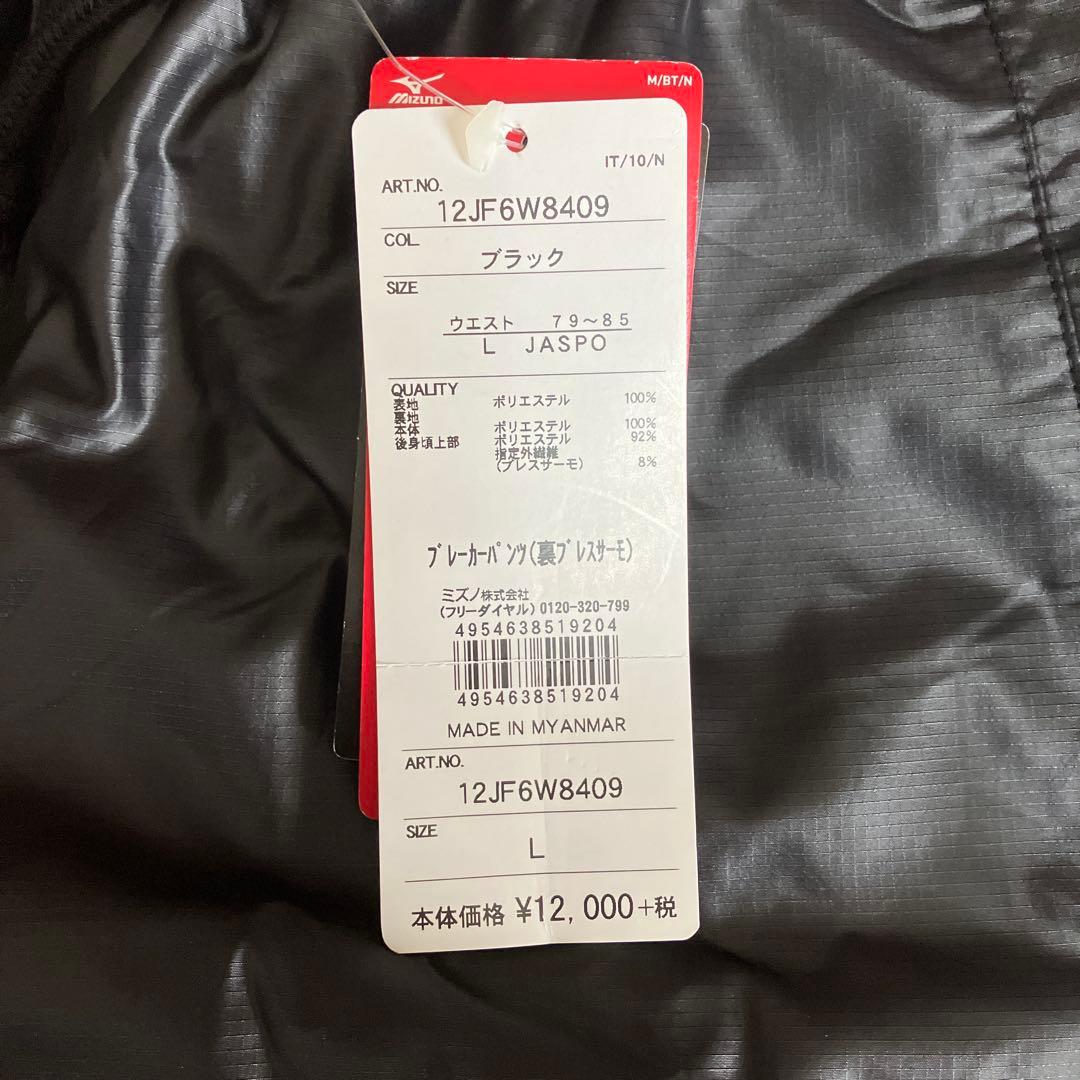 MIZUNO
M/BT/N
IT/10/N
ART.NO.
12JF6W8409
COL.
ブラック
SIZE
ウエスト 79~85
L JASPO
QUALITY
表地 ポリエステル 100%
裏地
本体 ポリエステル 100%
後身頃上部 ポリエステル 92%
指定外繊維
(ブレスサーモ) 8%
ブレーカーパンツ(裏ブレスサーモ)
ミズノ株式会社
(フリーダイヤル) 0120-320-799
4954638519204
4954638519204
MADE IN MYANMAR
ART.NO.
12JF6W8409
SIZE
L
本体価格 ¥12,000+税